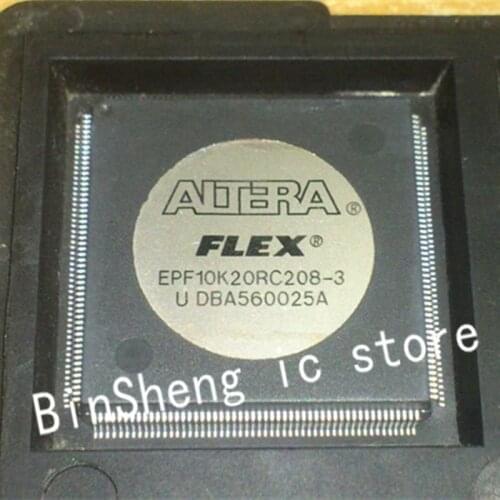 ALTERA®
FLEX®
EPF10K20RC208-3
U DBA560025A
BinSheng ic store